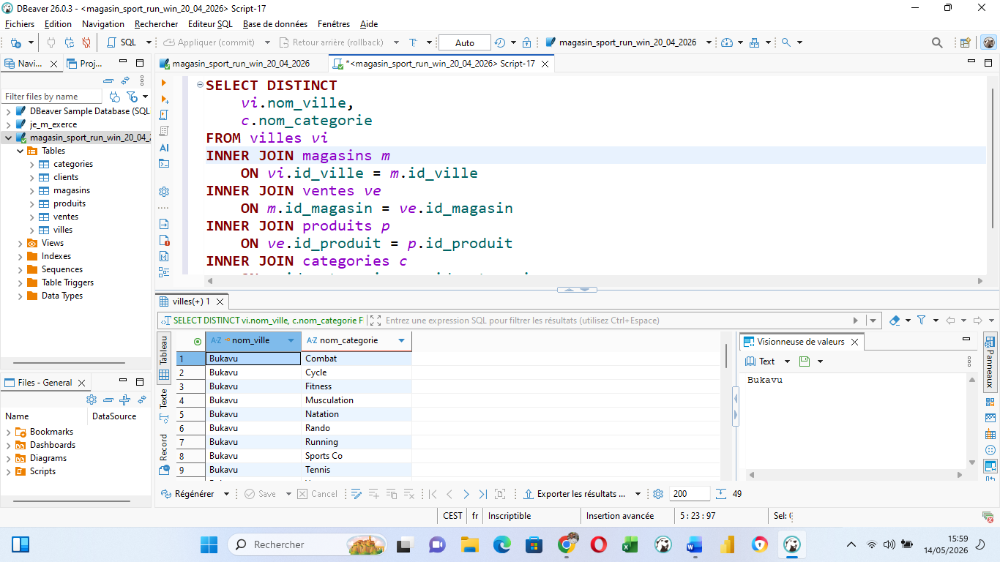 DBeaver 26.0.3 - <magasin_sport_run_win_20_04_2026> Script-17
Fichiers Edition Navigation Rechercher Editeur SQL Base de données Fenêtres Aide
SQL Appliquer (commit) Retour arrière (rollback) T Auto magasin_sport_run_win_20_04_2026
Navi... Proj...
magasin_sport_run_win_20_04_2026 *<magasin_sport_run_win_20_04_2026> Script-17
Filter files by name
DBeaver Sample Database (SQL
je_m_exerce
magasin_sport_run_win_20_04_2
Tables
categories
clients
magasins
produits
ventes
villes
Views
Indexes
Sequences
Table Triggers
Data Types
AI
SELECT DISTINCT
vi.nom_ville,
c.nom_categorie
FROM villes vi
INNER JOIN magasins m
ON vi.id_ville = m.id_ville
INNER JOIN ventes ve
ON m.id_magasin = ve.id_magasin
INNER JOIN produits p
ON ve.id_produit = p.id_produit
INNER JOIN categories c
villes(+) 1
SELECT DISTINCT vi.nom_ville, c.nom_categorie F Entrez une expression SQL pour filtrer les résultats (utilisez Ctrl+Espace)
Tableau
Texte
Record
A-Z nom_ville A-Z nom_categorie
1 Bukavu Combat
2 Bukavu Cycle
3 Bukavu Fitness
4 Bukavu Musculation
5 Bukavu Natation
6 Bukavu Rando
7 Bukavu Running
8 Bukavu Sports Co
9 Bukavu Tennis
Visionneuse de valeurs
Text
Bukavu
Panneaux
Régénérer Save Cancel Exporter les résultats ... 200 49
Files - General
Name DataSource
Bookmarks
Dashboards
Diagrams
Scripts
CEST fr Inscriptible Insertion avancée 5 : 23 : 97 Sel: (
Rechercher
15:59
14/05/2026